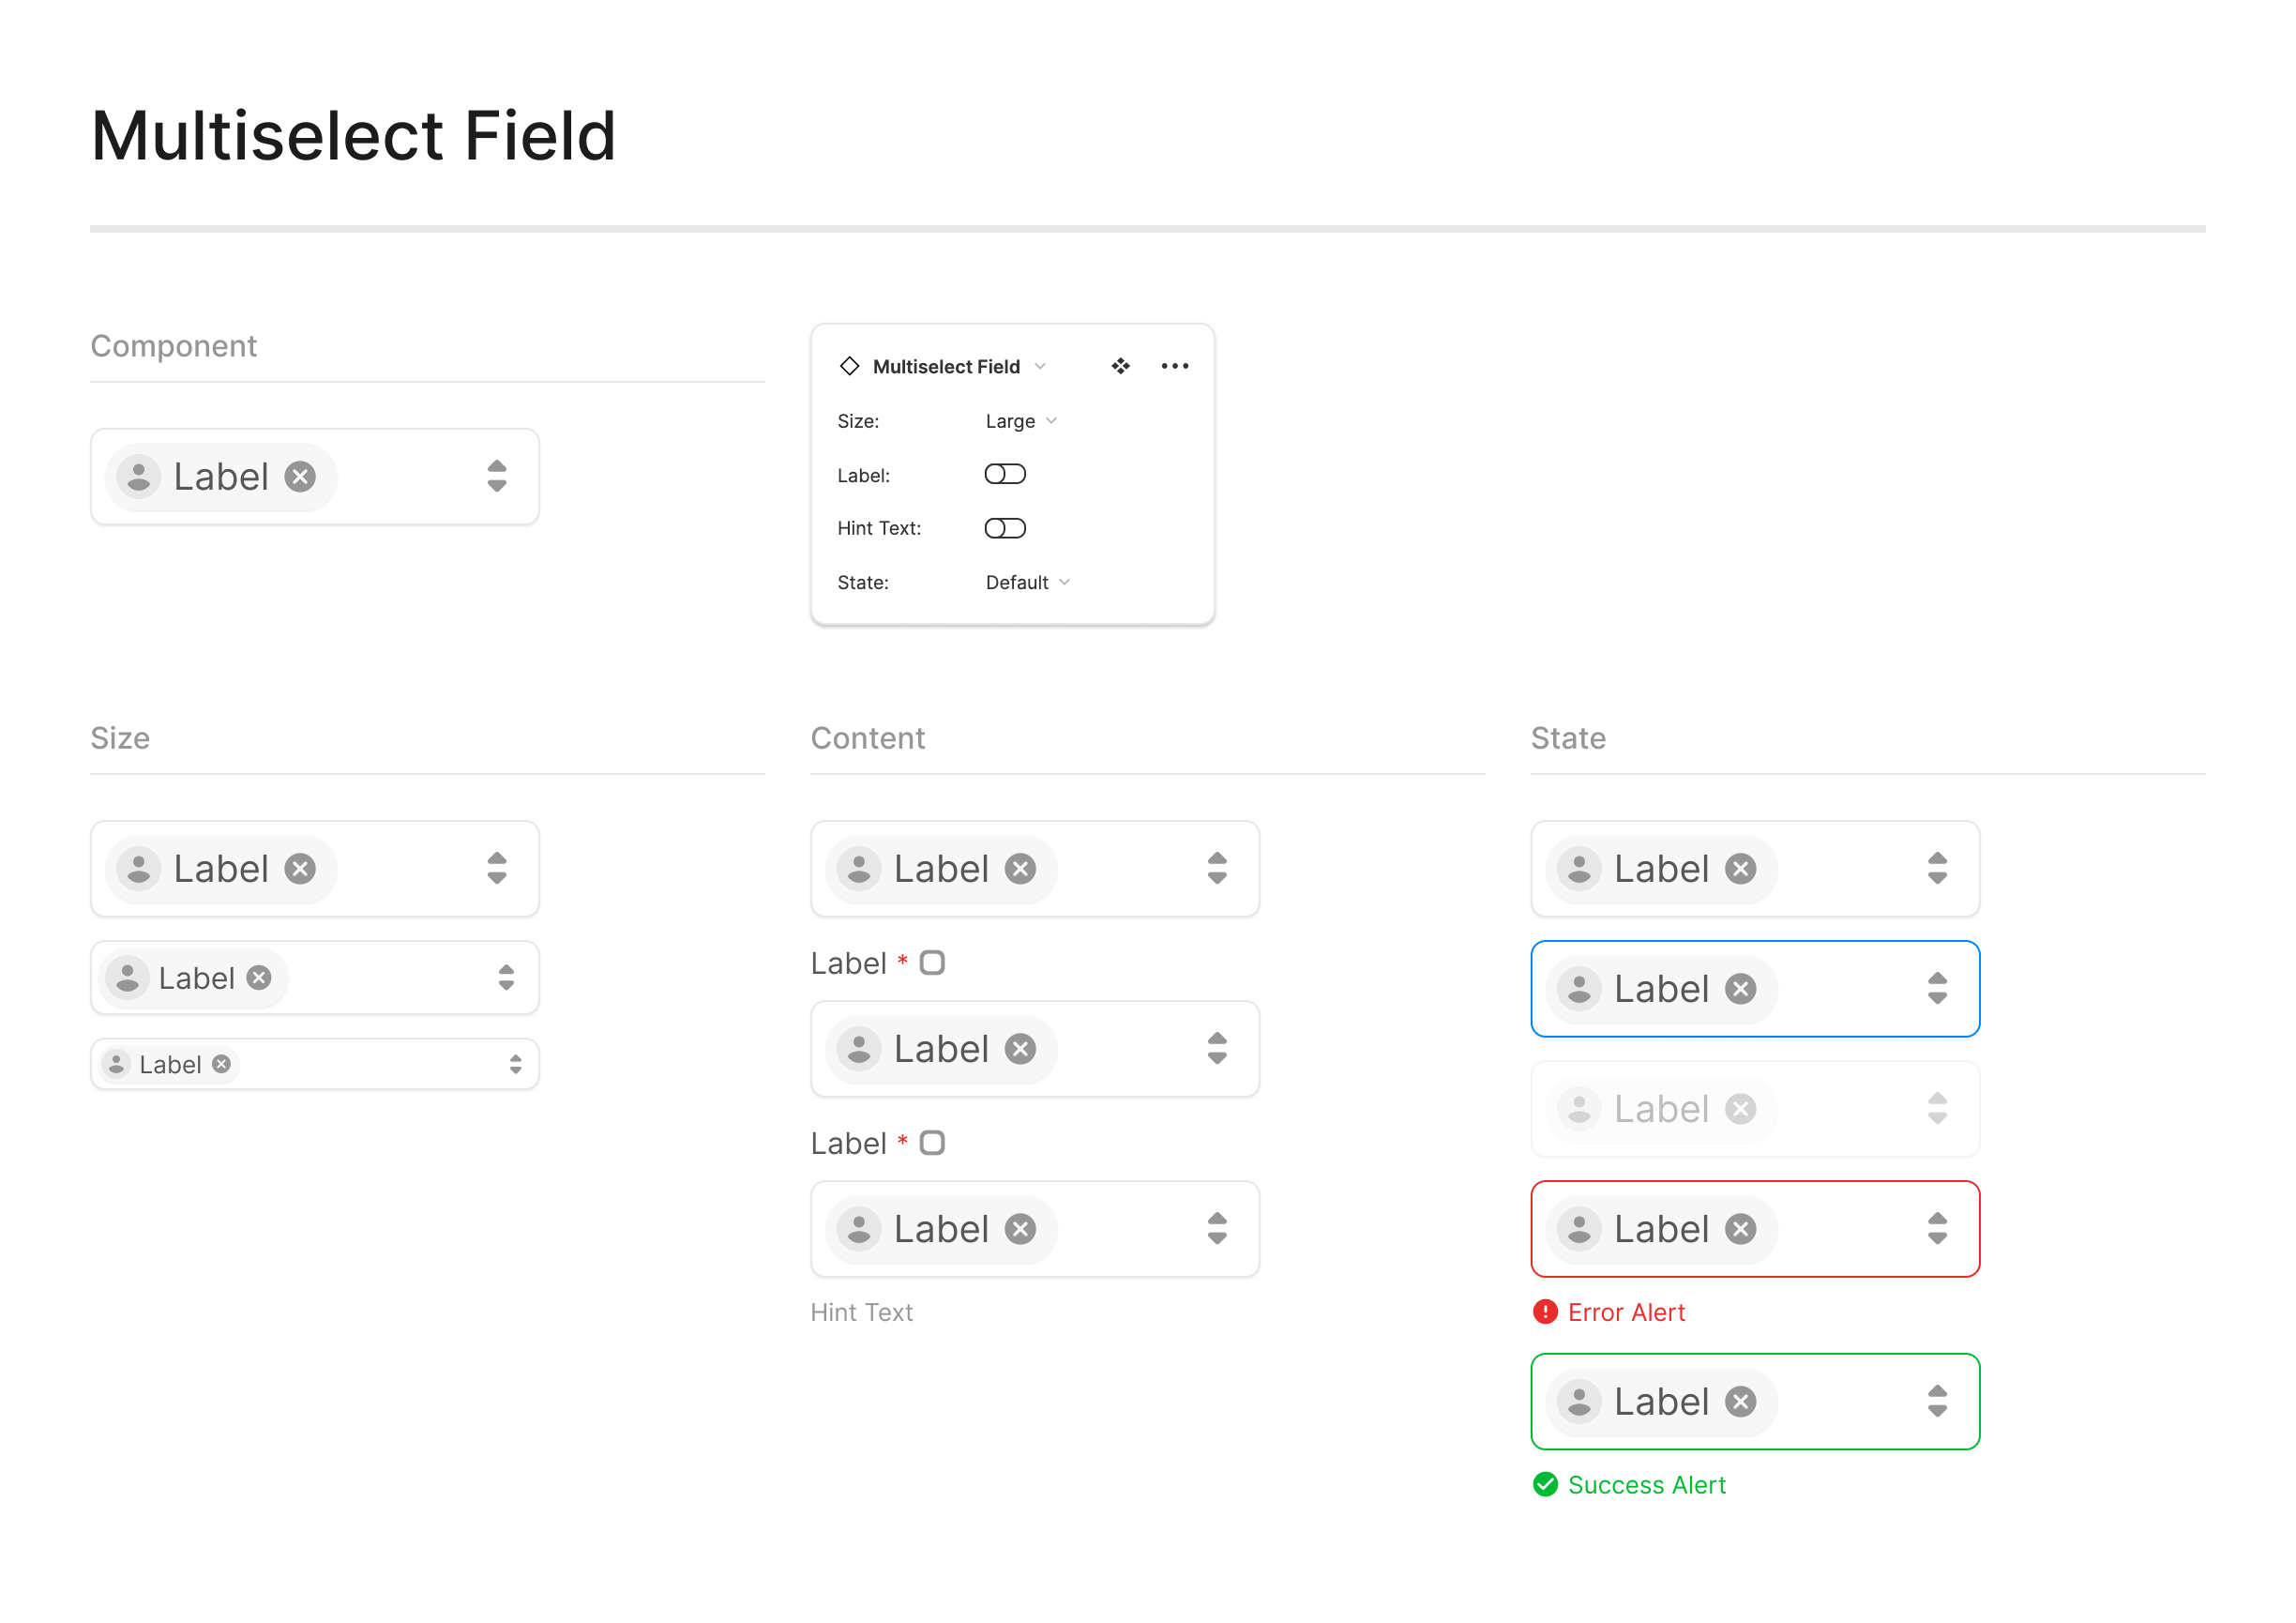 Multiselect Field
Component
Label
Multiselect Field
Size: Large
Label:
Hint Text:
State: Default
Size
Label
Label
Label
Content
Label
Label *
Label
Label *
Label
Hint Text
State
Label
Label
Label
Label
Error Alert
Label
Success Alert